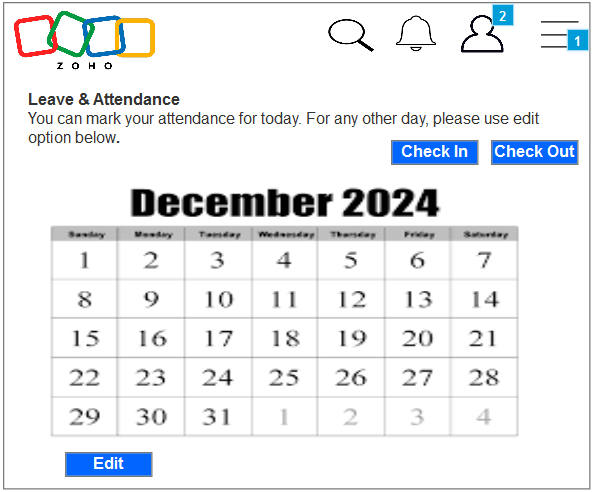 ZOHO
2
1
Leave & Attendance
You can mark your attendance for today. For any other day, please use edit
option below.
Check In Check Out
December 2024
Sunday Monday Tuesday Wednesday Thursday Friday Saturday
1 2 3 4 5 6 7
8 9 10 11 12 13 14
15 16 17 18 19 20 21
22 23 24 25 26 27 28
29 30 31 1 2 3 4
Edit